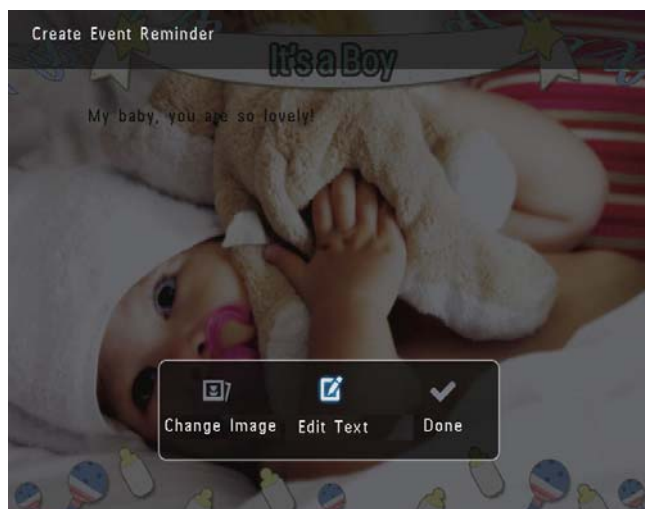 Create Event Reminder
It's a Boy
My baby, you are so lovely!
Change Image Edit Text Done